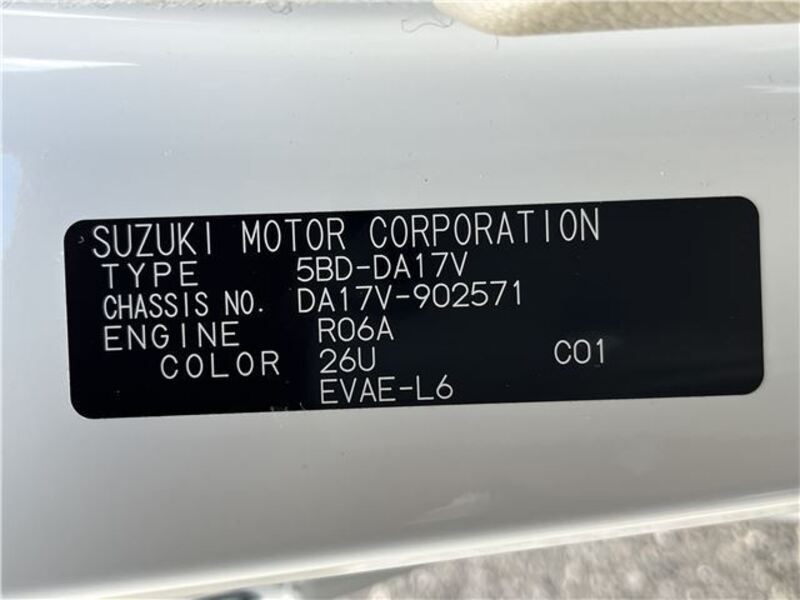 SUZUKI MOTOR CORPORATION
TYPE 5BD-DA17V
CHASSIS NO. DA17V-902571
ENGINE R06A
COLOR 26U C01
EVAE-L6